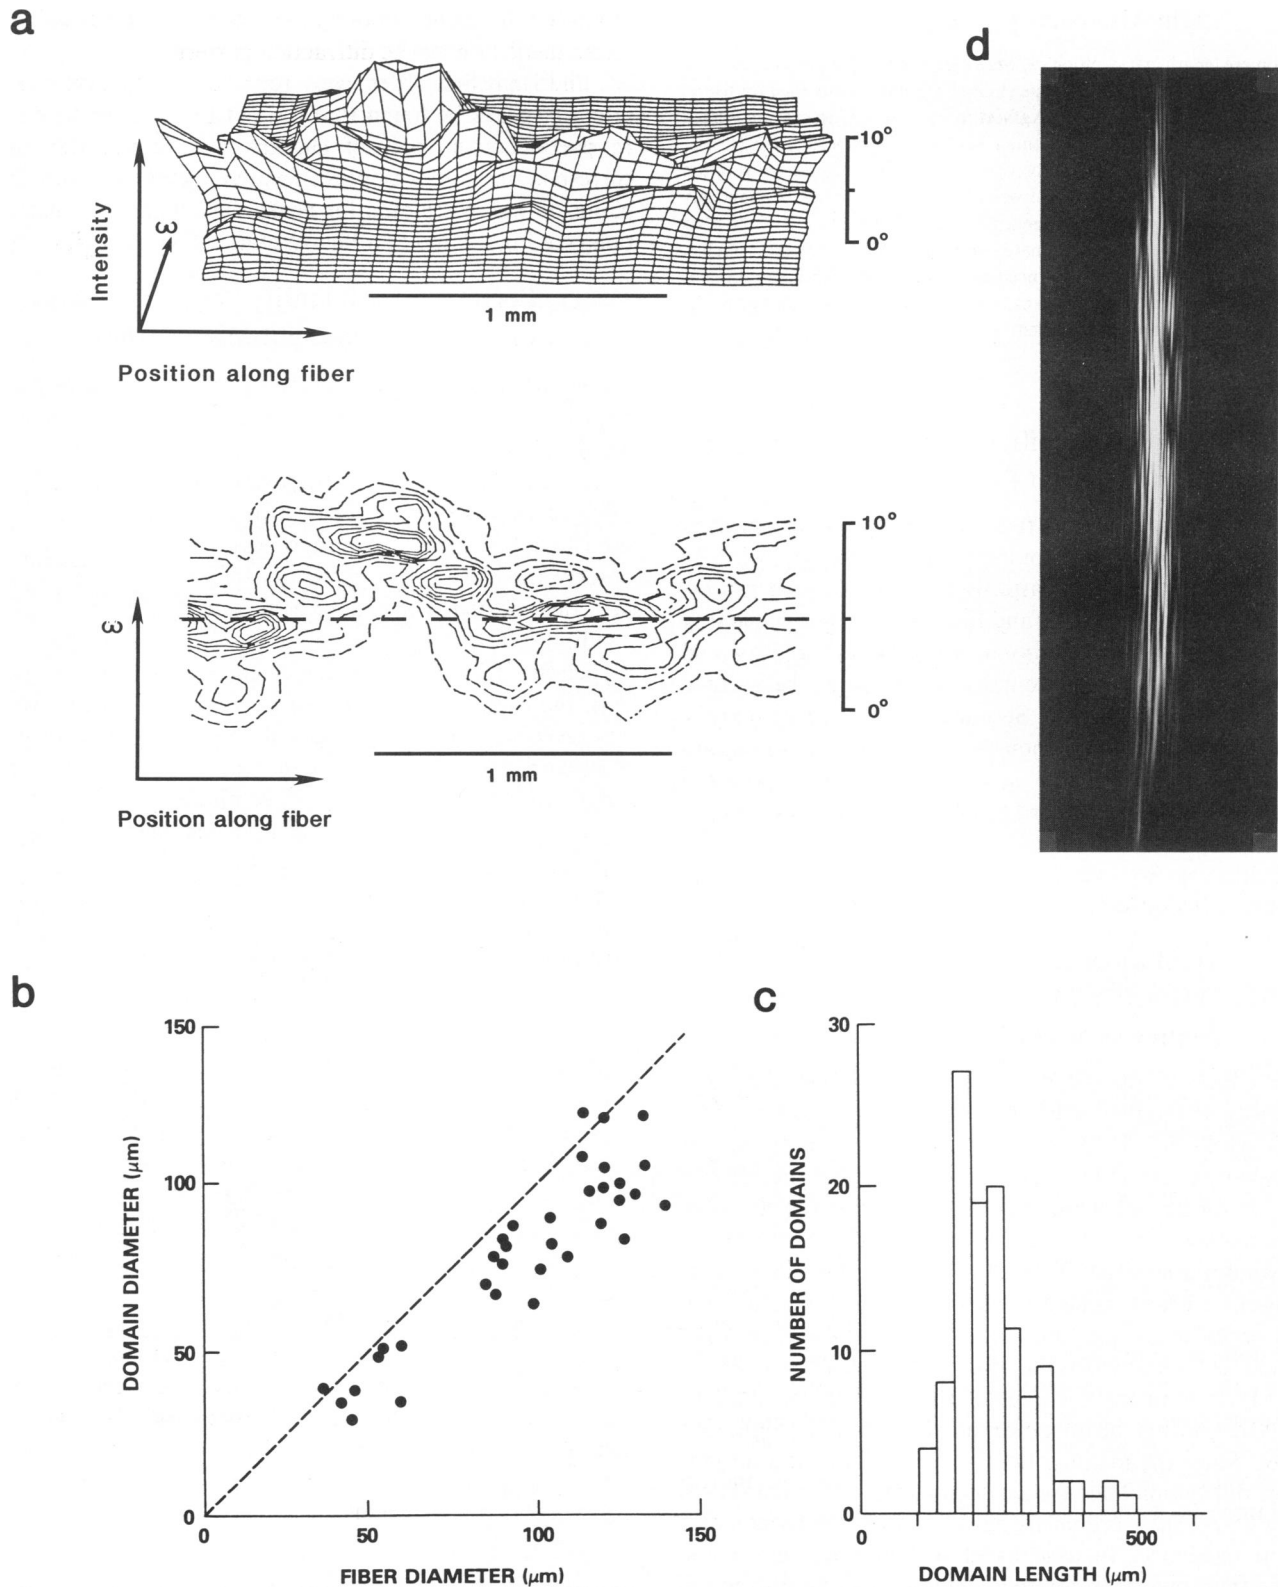 a
Intensity
ω
10°
0°
1 mm
Position along fiber
ω
10°
0°
1 mm
Position along fiber
d
b
150
100
50
0
0
50
100
150
DOMAIN DIAMETER (μm)
FIBER DIAMETER (μm)
c
30
20
10
0
0
500
NUMBER OF DOMAINS
DOMAIN LENGTH (μm)